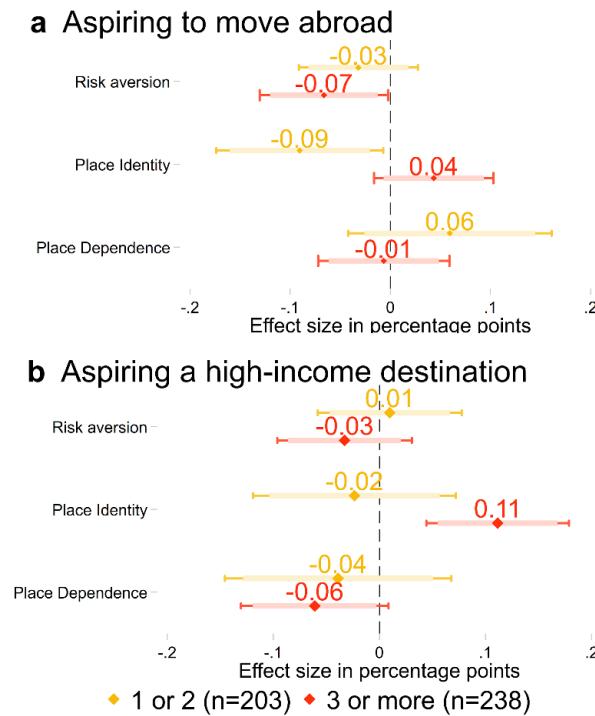 a Aspiring to move abroad
-0.03
Risk aversion
-0.07
-0.09
Place Identity
0.04
0.06
Place Dependence
-0.01
-.2 -.1 0 .1 .2
Effect size in percentage points
b Aspiring a high-income destination
0.01
Risk aversion
-0.03
-0.02
Place Identity
0.11
-0.04
Place Dependence
-0.06
-.2 -.1 0 .1 .2
Effect size in percentage points
1 or 2 (n=203) 3 or more (n=238)